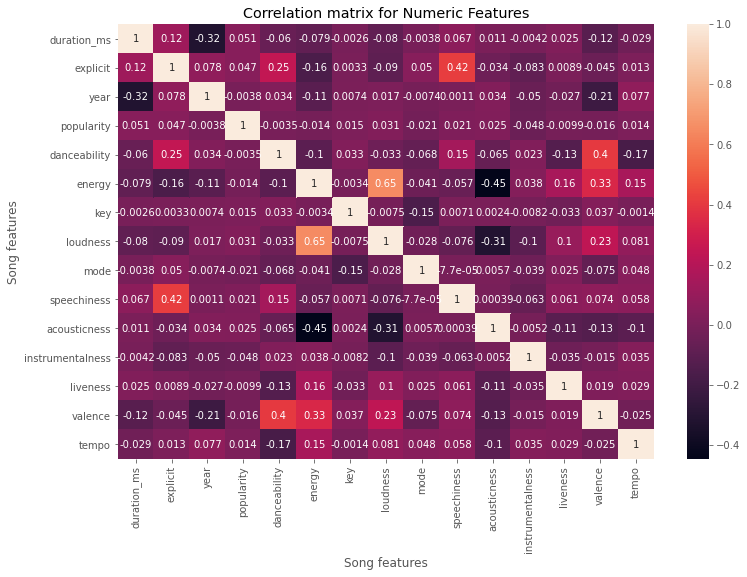 Correlation matrix for Numeric Features
duration_ms 1 0.12 -0.32 0.051 -0.06 -0.079 -0.0026 -0.08 -0.0038 0.067 0.011 -0.0042 0.025 -0.12 -0.029
explicit 0.12 1 0.078 0.047 0.25 -0.16 0.0033 -0.09 0.05 0.42 -0.034 -0.083 0.0089 -0.045 0.013
year -0.32 0.078 1 -0.0038 0.034 -0.11 0.0074 0.017 -0.0074 0.0011 0.034 -0.05 -0.027 -0.21 0.077
popularity 0.051 0.047 -0.0038 1 -0.0035 -0.014 0.015 0.031 -0.021 0.021 0.025 -0.048 -0.0099 -0.016 0.014
danceability -0.06 0.25 0.034 -0.0035 1 -0.1 0.033 -0.033 -0.068 0.15 -0.065 0.023 -0.13 0.4 -0.17
energy -0.079 -0.16 -0.11 -0.014 -0.1 1 -0.0034 0.65 -0.041 -0.057 -0.45 0.038 0.16 0.33 0.15
key -0.0026 0.0033 0.0074 0.015 0.033 -0.0034 1 -0.0075 -0.15 0.0071 0.0024 -0.0082 -0.033 0.037 -0.0014
loudness -0.08 -0.09 0.017 0.031 -0.033 0.65 -0.0075 1 -0.028 -0.076 -0.31 -0.1 0.1 0.23 0.081
mode -0.0038 0.05 -0.0074 -0.021 -0.068 -0.041 -0.15 -0.028 1 -7.7e-05 0.0057 -0.039 0.025 -0.075 0.048
speechiness 0.067 0.42 0.0011 0.021 0.15 -0.057 0.0071 -0.076 -7.7e-05 1 0.00039 -0.063 0.061 0.074 0.058
acousticness 0.011 -0.034 0.034 0.025 -0.065 -0.45 0.0024 -0.31 0.0057 0.00039 1 -0.0052 -0.11 -0.13 -0.1
instrumentalness -0.0042 -0.083 -0.05 -0.048 0.023 0.038 -0.0082 -0.1 -0.039 -0.063 -0.0052 1 -0.035 -0.015 0.035
liveness 0.025 0.0089 -0.027 -0.0099 -0.13 0.16 -0.033 0.1 0.025 0.061 -0.11 -0.035 1 0.019 0.029
valence -0.12 -0.045 -0.21 -0.016 0.4 0.33 0.037 0.23 -0.075 0.074 -0.13 -0.015 0.019 1 -0.025
tempo -0.029 0.013 0.077 0.014 -0.17 0.15 -0.0014 0.081 0.048 0.058 -0.1 0.035 0.029 -0.025 1
duration_ms explicit year popularity danceability energy key loudness mode speechiness acousticness instrumentalness liveness valence tempo
Song features
Song features
1.0
0.8
0.6
0.4
0.2
0.0
−0.2
−0.4